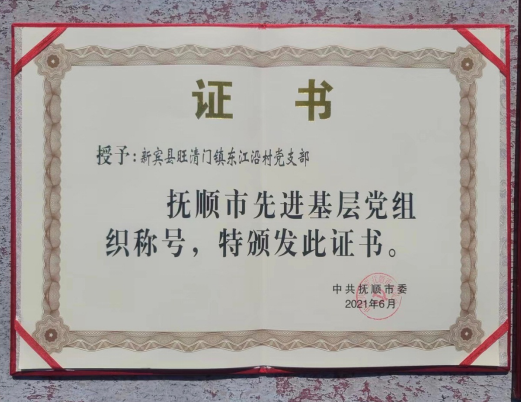 证 书
授予：新宾县旺清门镇东江沿村党支部
抚顺市先进基层党组
织称号，特颁发此证书。
中共抚顺市委
2021年6月